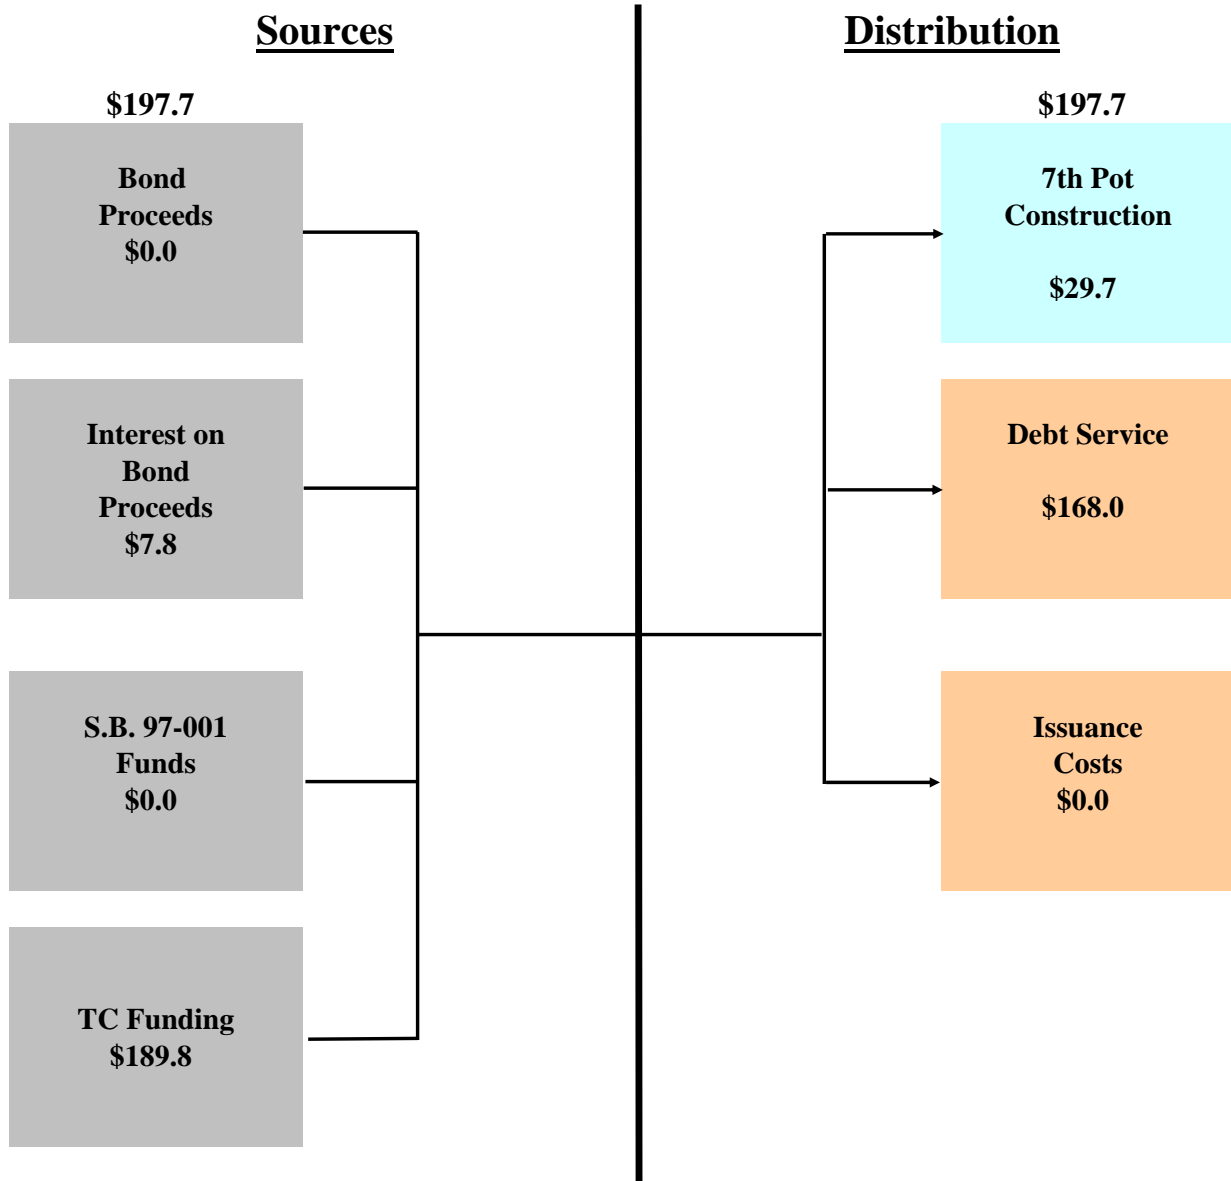 Sources
$197.7
Bond
Proceeds
$0.0
Interest on
Bond
Proceeds
$7.8
S.B. 97-001
Funds
$0.0
TC Funding
$189.8
Distribution
$197.7
7th Pot
Construction
$29.7
Debt Service
$168.0
Issuance
Costs
$0.0